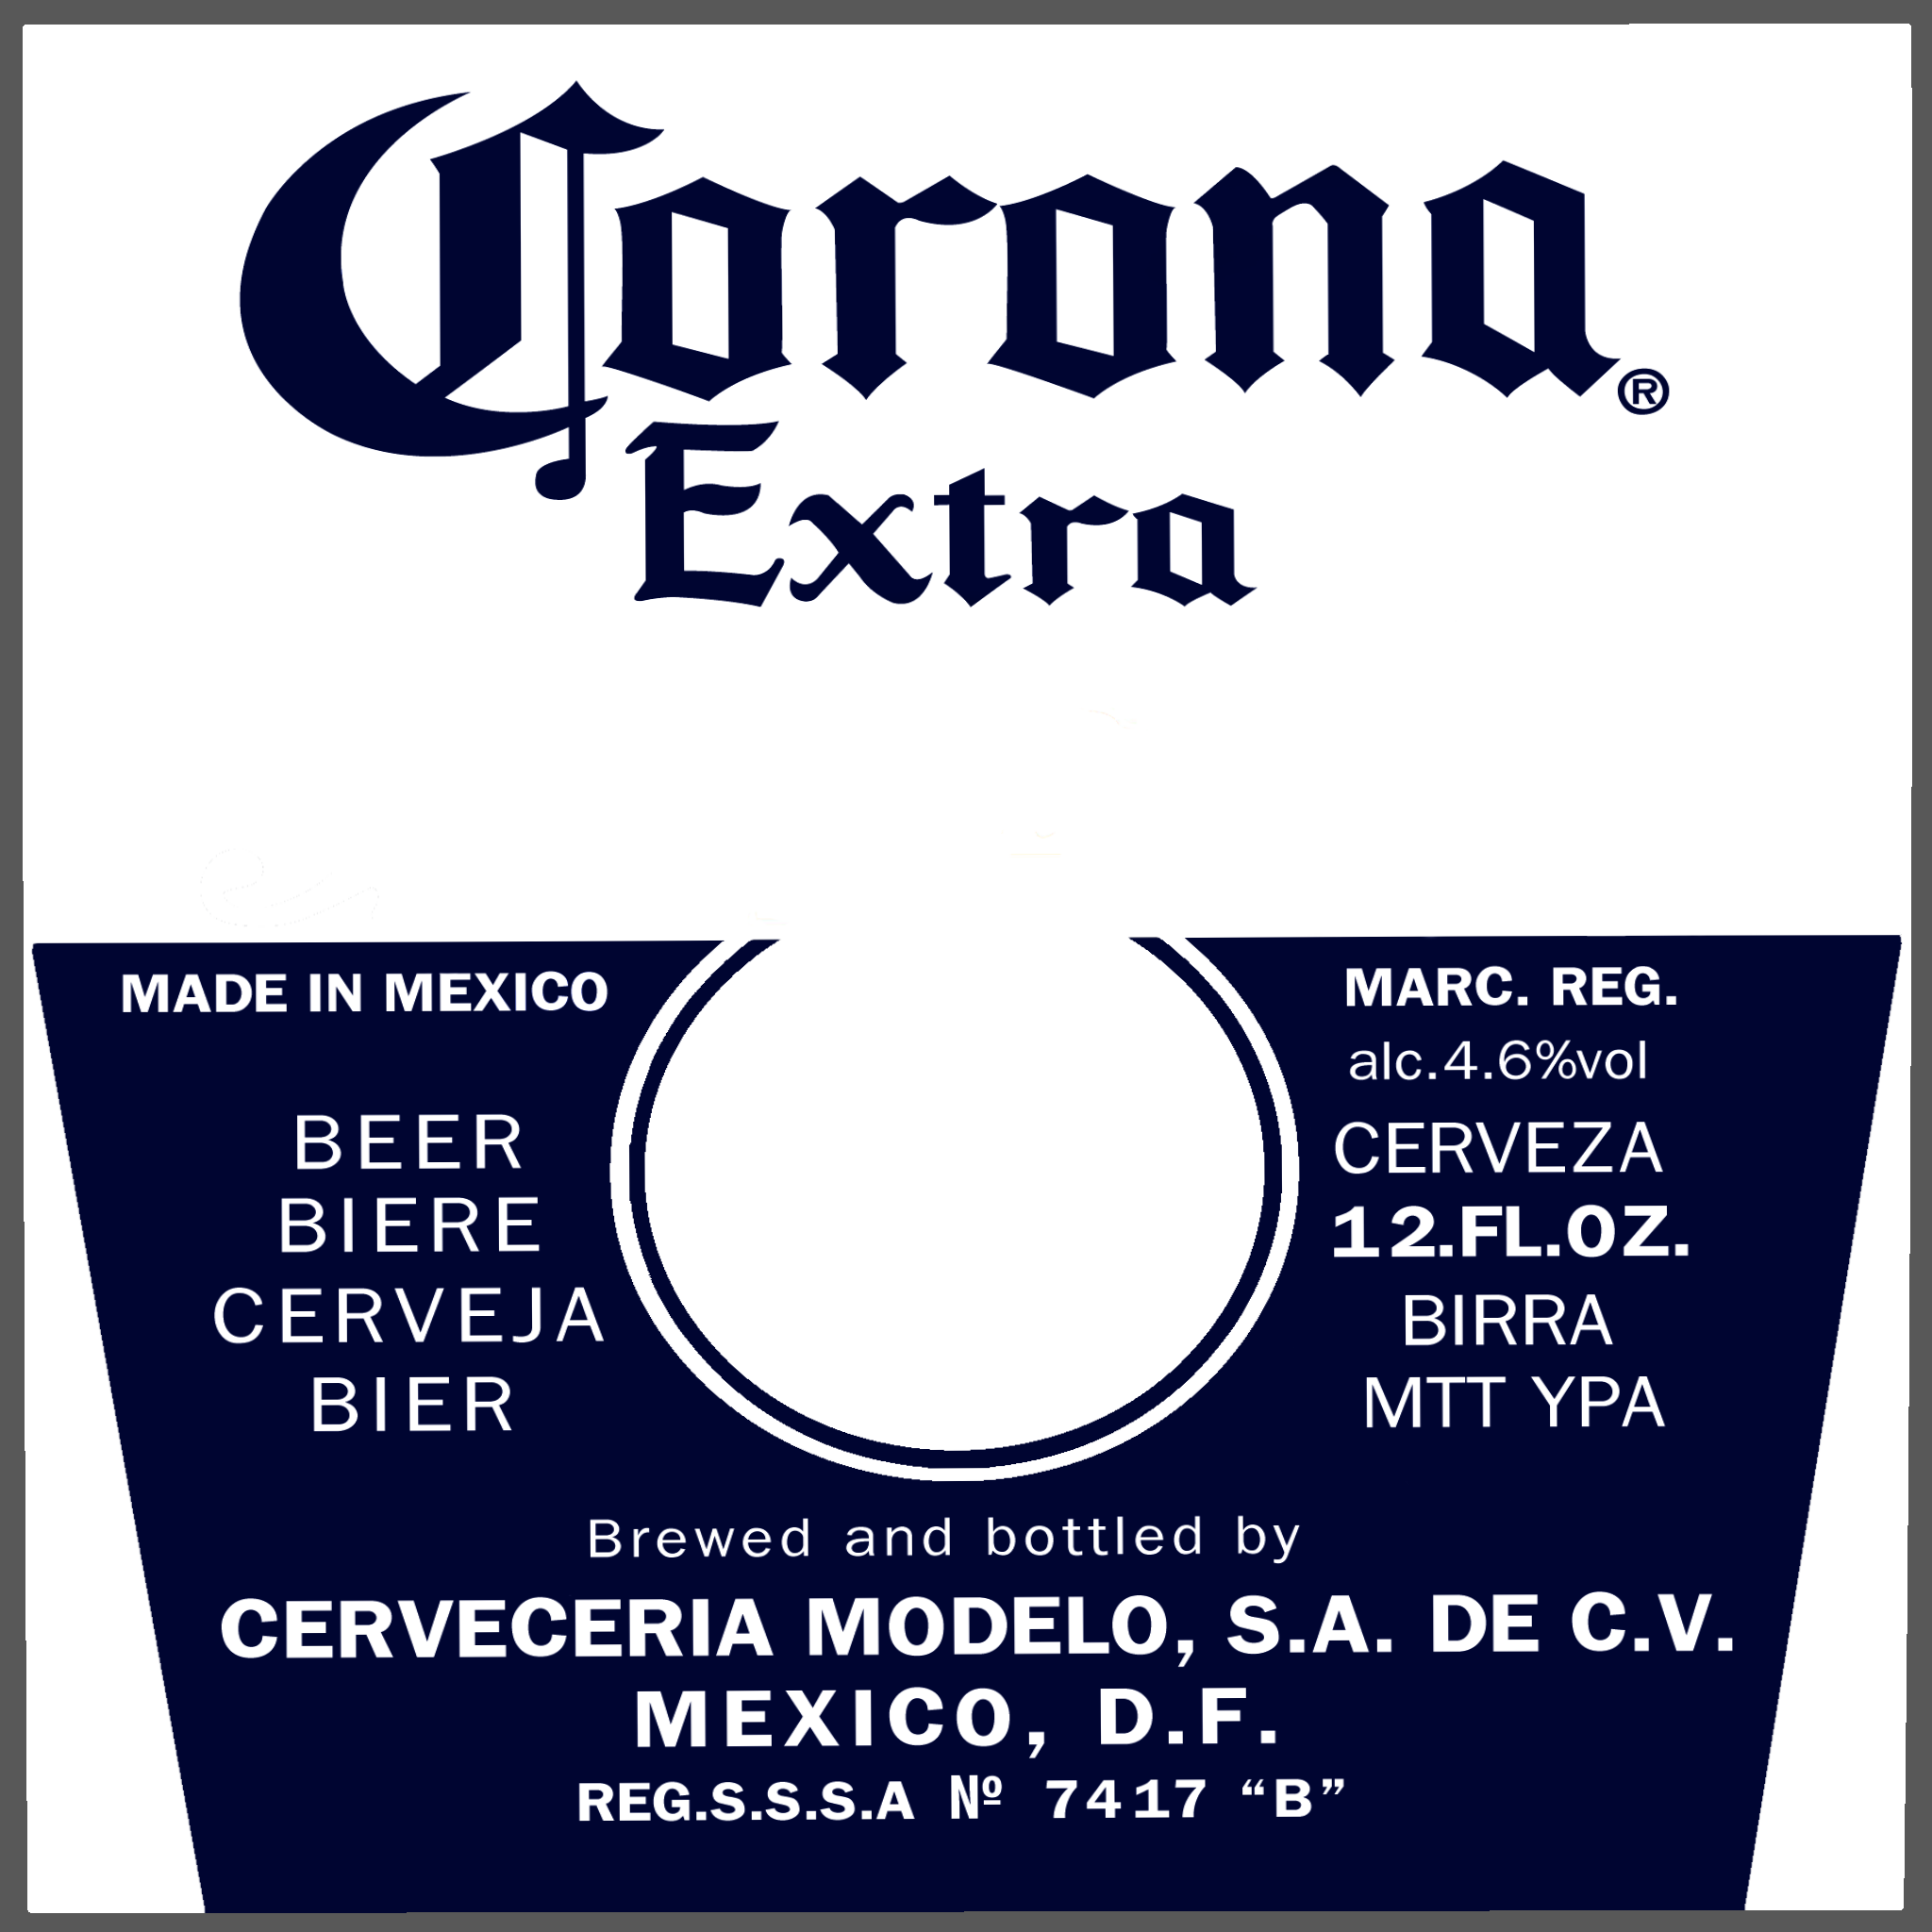 Corona®
Extra
MADE IN MEXICO
BEER
BIERE
CERVEJA
BIER
MARC. REG.
alc.4.6%vol
CERVEZA
12.FL.OZ.
BIRRA
MTT YPA
Brewed and bottled by
CERVECERIA MODELO, S.A. DE C.V.
MEXICO, D.F.
REG.S.S.S.A Nº 7417 “B”